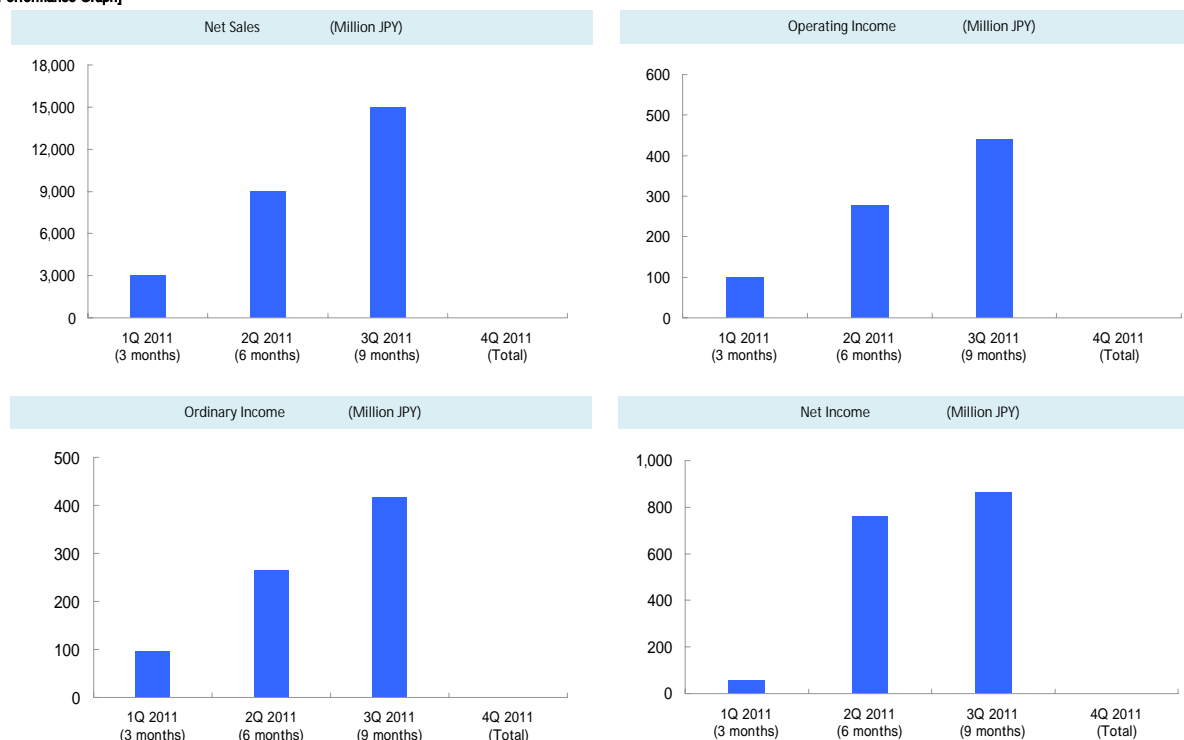 Net Sales (Million JPY)
18,000
15,000
12,000
9,000
6,000
3,000
0
1Q 2011 2Q 2011 3Q 2011 4Q 2011
(3 months) (6 months) (9 months) (Total)
Operating Income (Million JPY)
600
500
400
300
200
100
0
1Q 2011 2Q 2011 3Q 2011 4Q 2011
(3 months) (6 months) (9 months) (Total)
Ordinary Income (Million JPY)
500
400
300
200
100
0
1Q 2011 2Q 2011 3Q 2011 4Q 2011
(3 months) (6 months) (9 months) (Total)
Net Income (Million JPY)
1,000
800
600
400
200
0
1Q 2011 2Q 2011 3Q 2011 4Q 2011
(3 months) (6 months) (9 months) (Total)